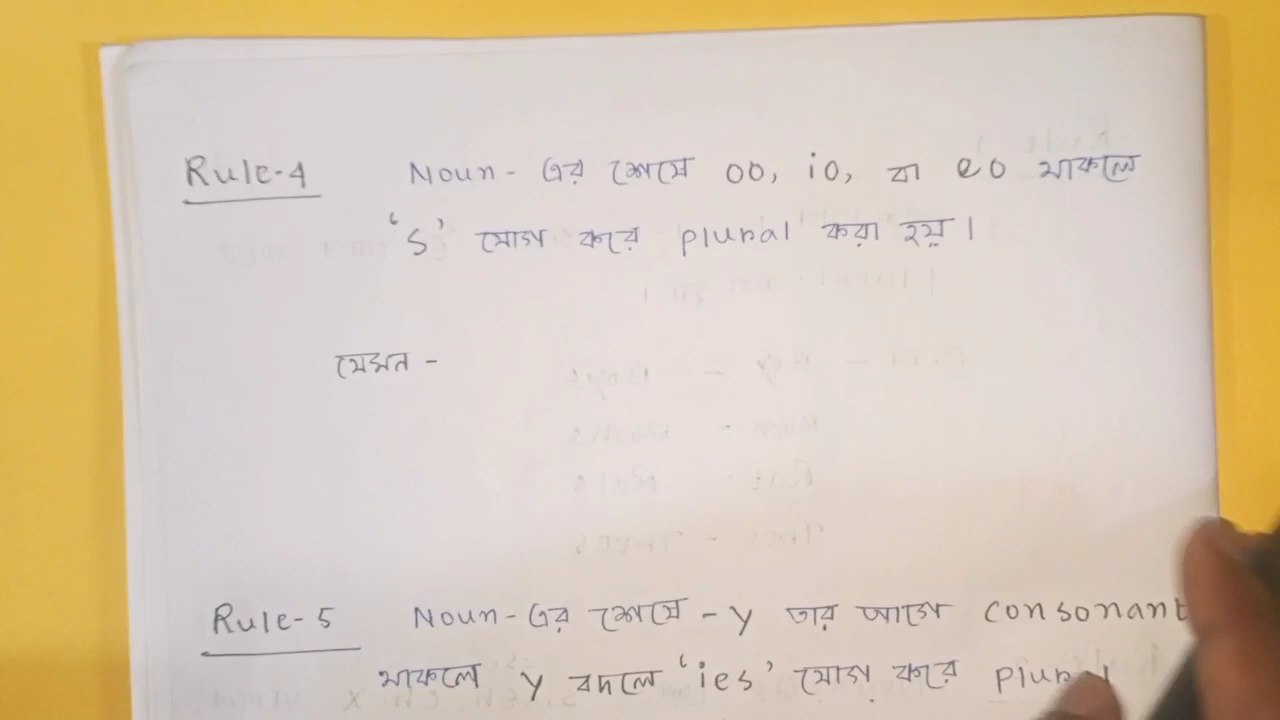 Rule-4 Noun-এর শেষে oo, io, বা eo থাকলে
'S' যোগ করে plural করা হয়।
যেমন -
Rule-5 Noun-এর শেষে -y তার আগে consonant
থাকলে y বদলে 'ies' যোগ করে plural